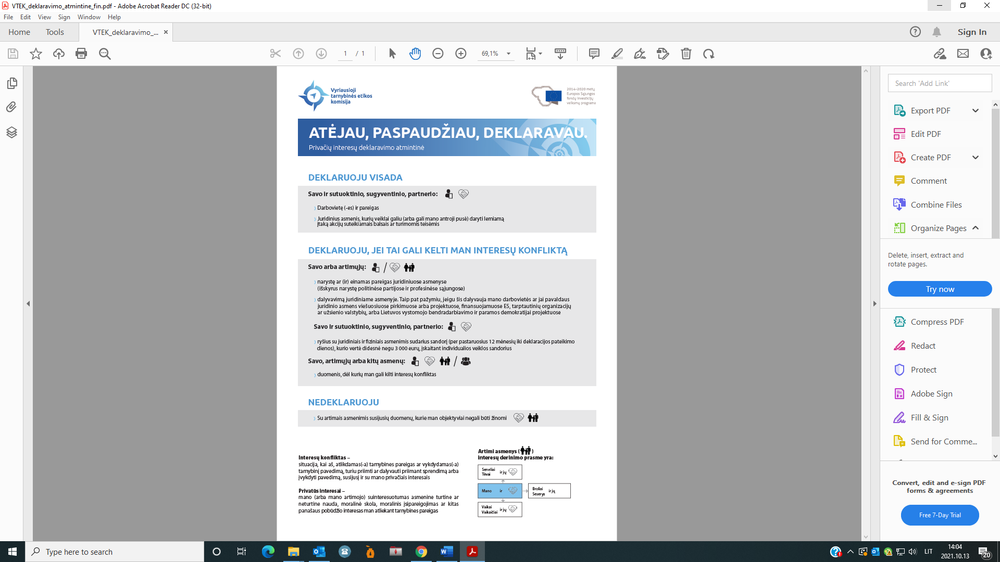 VTEK_deklaravimo_atmintine_fin.pdf - Adobe Acrobat Reader DC (32-bit)
File Edit View Sign Window Help
Home Tools VTEK_deklaravimo_... × Sign In
1 / 1 69,1%
Vyriausioji
tarnybinės etikos
komisija
2014–2020 metų
Europos Sąjungos
fondų investicijų
veiksmų programa
ATĖJAU, PASPAUDŽIAU, DEKLARAVAU.
Privačių interesų deklaravimo atmintinė
DEKLARUOJU VISADA
Savo ir sutuoktinio, sugyventinio, partnerio:
Darbovietę (-es) ir pareigas
Juridinius asmenis, kurių veiklai galiu (arba gali mano antroji pusė) daryti lemiamą
įtaką akcijų suteikiamais balsais ar turimomis teisėmis
DEKLARUOJU, JEI TAI GALI KELTI MAN INTERESŲ KONFLIKTĄ
Savo arba artimųjų: /
narystę ar (ir) einamas pareigas juridiniuose asmenyse
(išskyrus narystę politinėse partijose ir profesinėse sąjungose)
dalyvavimą juridiniame asmenyje. Taip pat pažymiu, jeigu šis dalyvauja mano darbovietės ar jai pavaldaus
juridinio asmens viešuosiuose pirkimuose arba projektuose, finansuojamuose ES, tarptautinių organizacijų
ar užsienio valstybių, arba Lietuvos vystomojo bendradarbiavimo ir paramos demokratijai projektuose
Savo ir sutuoktinio, sugyventinio, partnerio:
ryšius su juridiniais ir fiziniais asmenimis sudarius sandorį (per pastaruosius 12 mėnesių iki deklaracijos pateikimo
dienos), kurio vertė didesnė negu 3 000 eurų, įskaitant individualios veiklos sandorius
Savo, artimųjų arba kitų asmenų: /
duomenis, dėl kurių man gali kilti interesų konfliktas
NEDEKLARUOJU
Su artimais asmenimis susijusių duomenų, kurie man objektyviai negali būti žinomi
Interesų konfliktas –
situacija, kai aš, atlikdamas(-a) tarnybines pareigas ar vykdydamas(-a)
tarnybinį pavedimą, turiu priimti ar dalyvauti priimant sprendimą arba
įvykdyti pavedimą, susijusį ir su mano privačiais interesais
Privatūs interesai –
mano (arba mano artimojo) suinteresuotumas asmenine turtine ar
neturtine nauda, moralinė skola, moralinis įsipareigojimas ar kitas
panašaus pobūdžio interesas man atliekant tarnybines pareigas
Artimi asmenys ( )
interesų derinimo prasme yra:
Seneliai
Tėvai ir jų
Mano ir
Broliai
Seserys ir jų
Vaikai
Vaikaičiai ir jų
Search 'Add Link'
Export PDF
Edit PDF
Create PDF
Comment
Combine Files
Organize Pages
Delete, insert, extract and
rotate pages.
Try now
Compress PDF
Redact
Protect
Adobe Sign
Fill & Sign
Send for Comme...
Convert, edit and e-sign PDF
forms & agreements
Free 7-Day Trial
Type here to search
LIT
14:04
2021.10.13
20